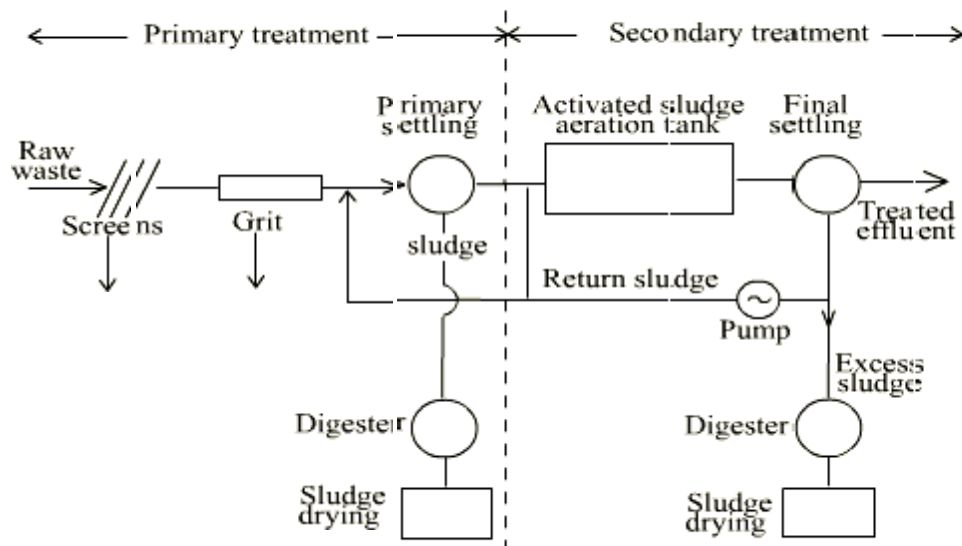 Primary treatment
Secondary treatment
Primary
settling
Activated sludge
aeration tank
Final
settling
Raw
waste
Screens
Grit
sludge
Treated
effluent
Return sludge
Pump
Excess
sludge
Digester
Digester
Sludge
drying
Sludge
drying